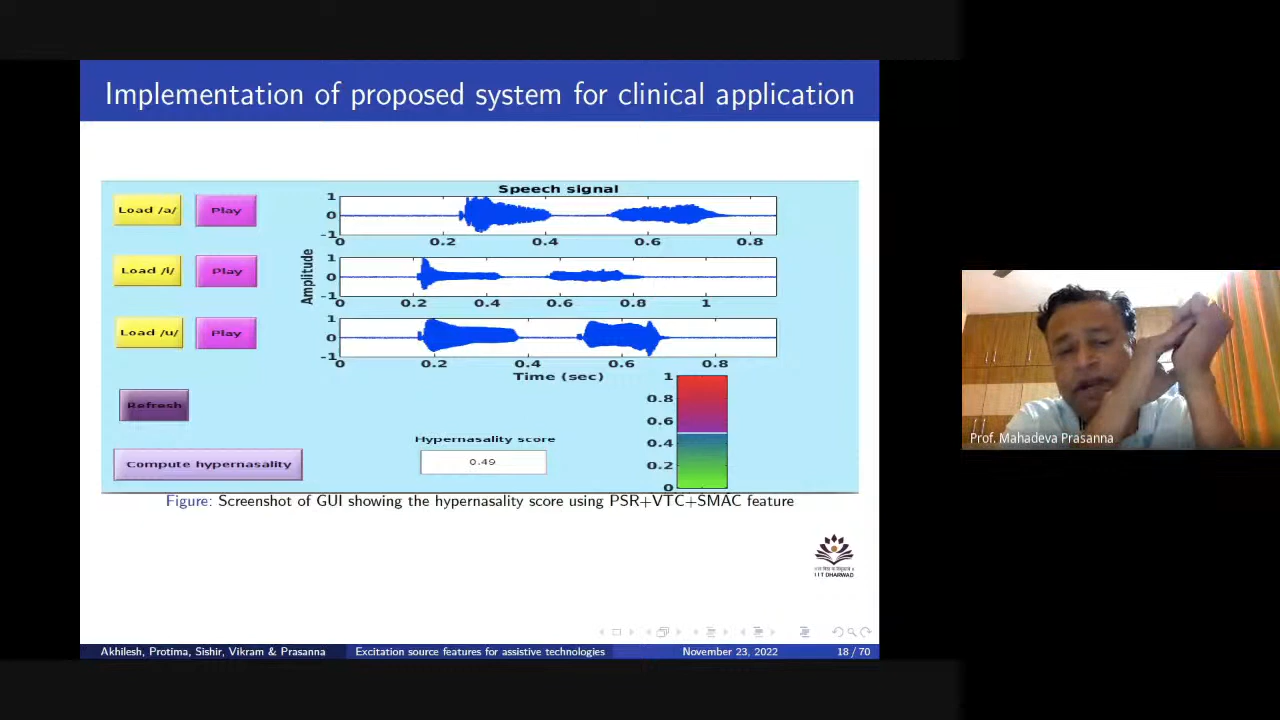 Implementation of proposed system for clinical application
Speech signal
Load /a/
Play
1
0
-1
0
0.2
0.4
0.6
0.8
Load /i/
Play
Amplitude
1
0
-1
0
0.2
0.4
0.6
0.8
1
Load /u/
Play
1
0
-1
0.2
0.4
0.6
0.8
Time (sec)
Refresh
Compute hypernasality
Hypernasality score
0.49
1
0.8
0.6
0.4
0.2
0
Figure: Screenshot of GUI showing the hypernasality score using PSR+VTC+SMAC feature
IIT DHARWAD
Akhilesh, Protima, Sishir, Vikram & Prasanna
Excitation source features for assistive technologies
November 23, 2022
18 / 70
Prof. Mahadeva Prasanna